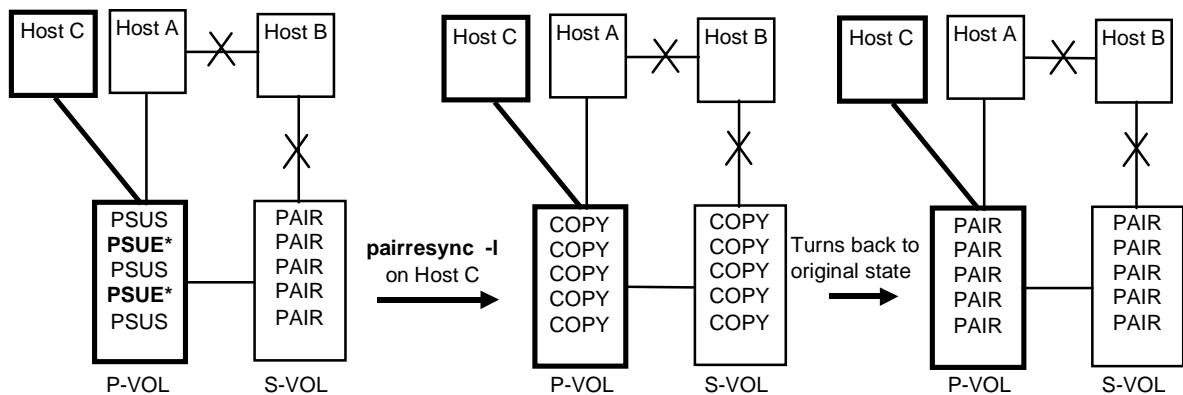 Host C
Host A
Host B
PSUS
PSUE*
PSUS
PSUE*
PSUS
P-VOL
PAIR
PAIR
PAIR
PAIR
PAIR
S-VOL
pairresync -l
on Host C
Host C
Host A
Host B
COPY
COPY
COPY
COPY
COPY
P-VOL
COPY
COPY
COPY
COPY
COPY
S-VOL
Turns back to
original state
Host C
Host A
Host B
PAIR
PAIR
PAIR
PAIR
PAIR
P-VOL
PAIR
PAIR
PAIR
PAIR
PAIR
S-VOL